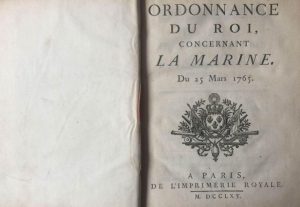 ORDONNANCE
DU ROI,
CONCERNANT
LA MARINE.
Du 25 Mars 1765.
A PARIS,
DE L'IMPRIMERIE ROYALE.
M. DCCLXV.